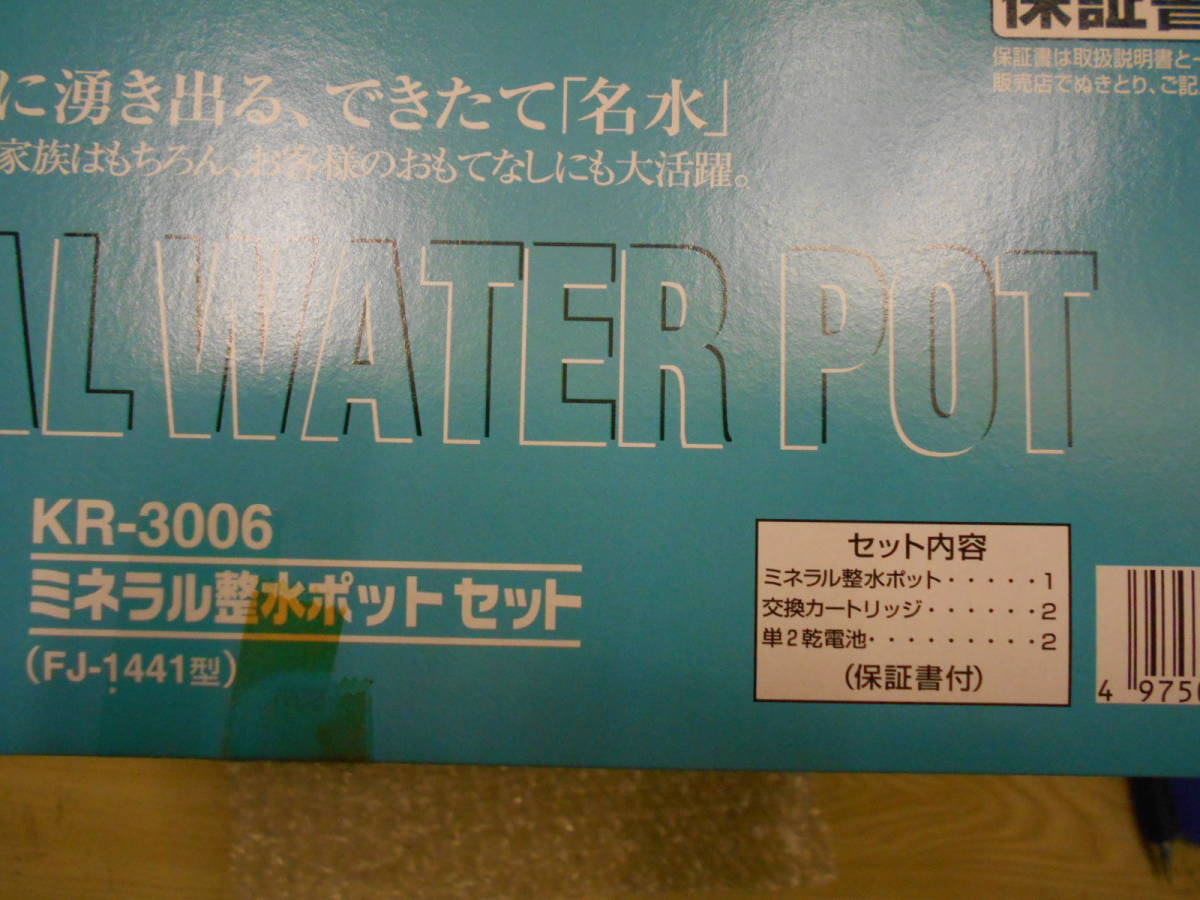 保証書
保証書は取扱説明書と一
販売店でぬきとり、ご記
に湧き出る、できたて「名水」
家族はもちろん、お客様のおもてなしにも大活躍。
AL WATER POT
KR-3006
ミネラル整水ポットセット
(FJ-1441型)
セット内容
ミネラル整水ポット・・・・・1
交換カートリッジ・・・・・・2
単2乾電池・・・・・・・・・2
(保証書付)
4 975